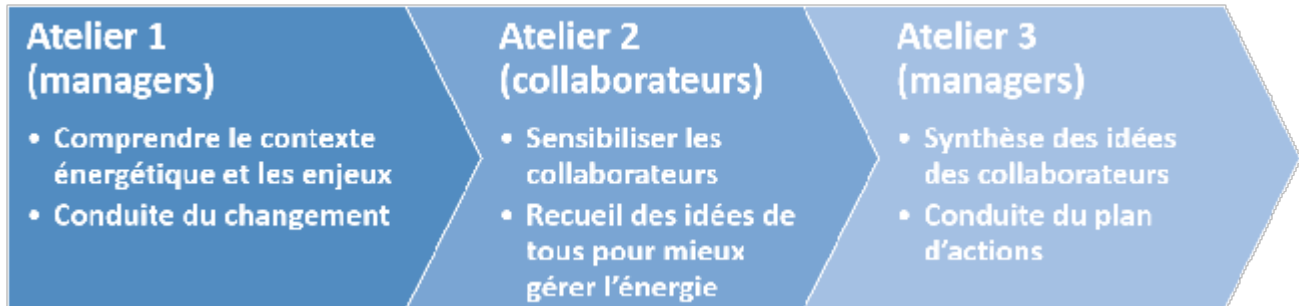 Atelier 1
(managers)
• Comprendre le contexte
énergétique et les enjeux
• Conduite du changement
Atelier 2
(collaborateurs)
• Sensibiliser les
collaborateurs
• Recueil des idées de
tous pour mieux
gérer l'énergie
Atelier 3
(managers)
• Synthèse des idées
des collaborateurs
• Conduite du plan
d'actions